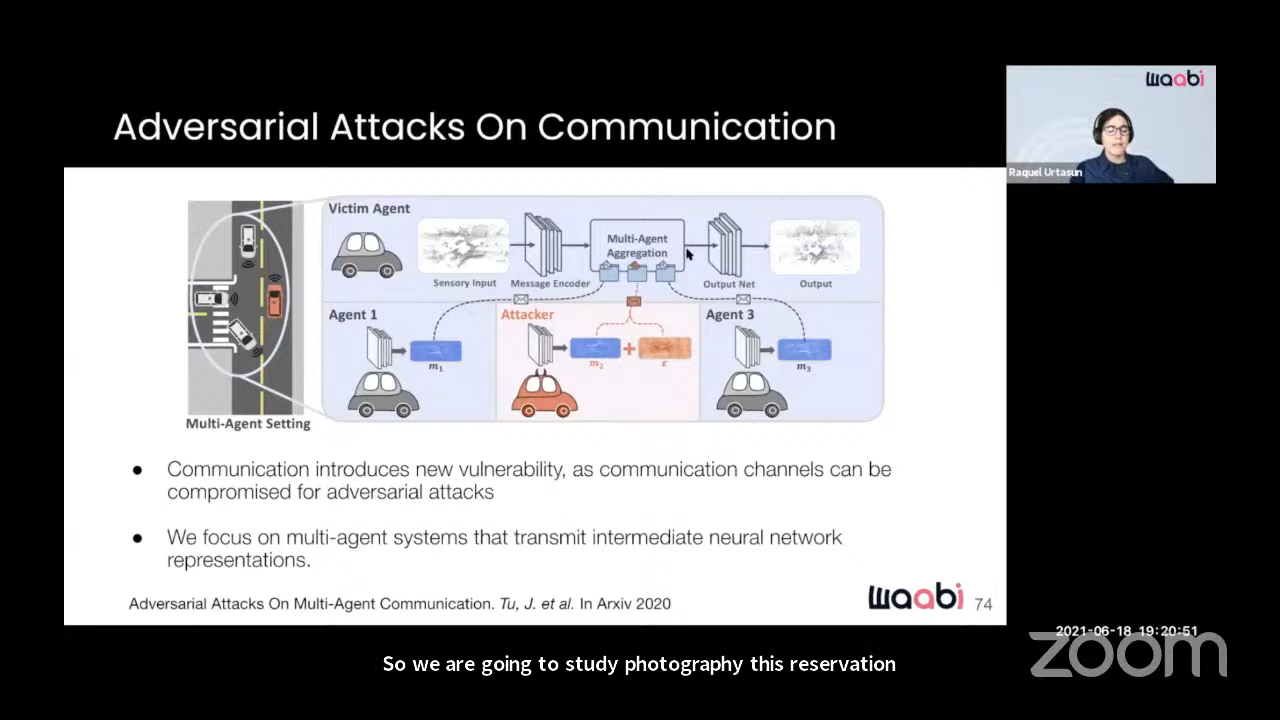 waabi
Adversarial Attacks On Communication
Raquel Urtasun
Victim Agent
Multi-Agent
Aggregation
Sensory Input
Message Encoder
Output Net
Output
Agent 1
Attacker
Agent 3
m₁
m₂
+
ε
m₃
Multi-Agent Setting
● Communication introduces new vulnerability, as communication channels can be
compromised for adversarial attacks
● We focus on multi-agent systems that transmit intermediate neural network
representations.
Adversarial Attacks On Multi-Agent Communication. Tu, J. et al. In Arxiv 2020
waabi
74
2021-06-18 19:20:51
zoom
So we are going to study photography this reservation